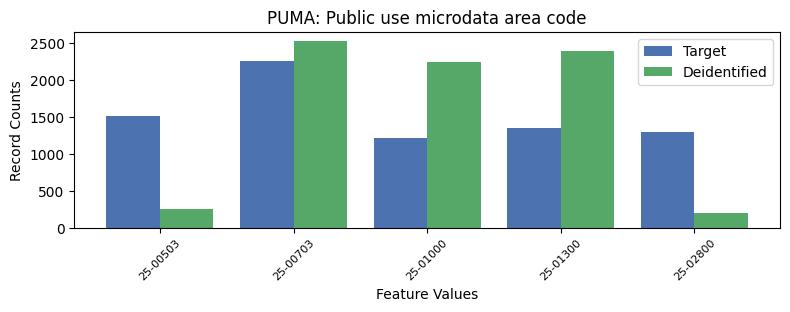 PUMA: Public use microdata area code
Target
Deidentified
Record Counts
2500
2000
1500
1000
500
0
25-00503
25-00703
25-01000
25-01300
25-02800
Feature Values